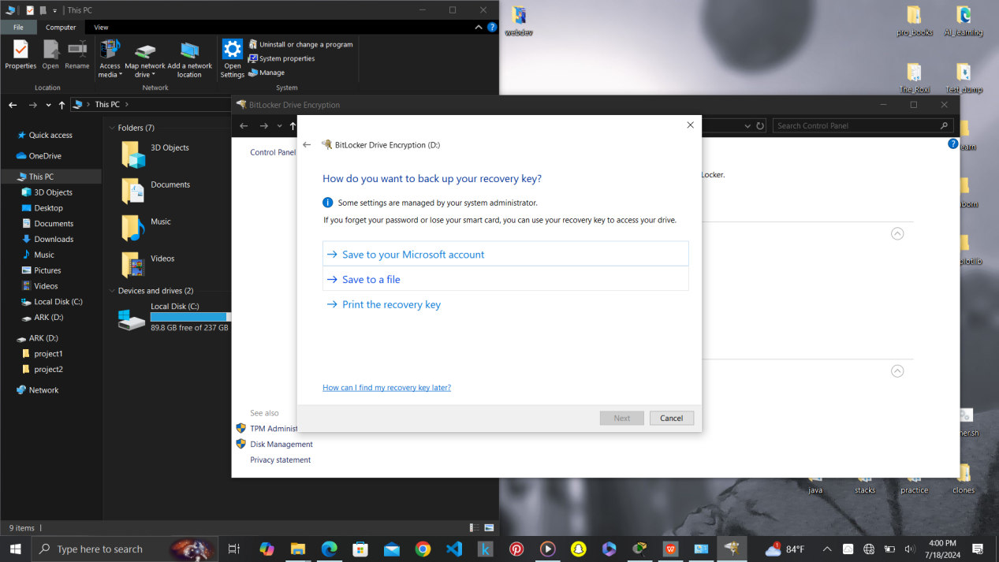 This PC
File
Computer
View
Properties
Open
Rename
Access media
Map network drive
Add a network location
Open Settings
Uninstall or change a program
System properties
Manage
Location
Network
System
This PC
Quick access
OneDrive
This PC
3D Objects
Desktop
Documents
Downloads
Music
Pictures
Videos
Local Disk (C:)
ARK (D:)
ARK (D:)
project1
project2
Network
Folders (7)
3D Objects
Documents
Music
Videos
Devices and drives (2)
Local Disk (C:)
89.8 GB free of 237 GB
9 items
BitLocker Drive Encryption
Search Control Panel
Control Panel
Locker.
See also
TPM Administ
Disk Management
Privacy statement
BitLocker Drive Encryption (D:)
How do you want to back up your recovery key?
Some settings are managed by your system administrator.
If you forget your password or lose your smart card, you can use your recovery key to access your drive.
Save to your Microsoft account
Save to a file
Print the recovery key
How can I find my recovery key later?
Next
Cancel
webdev
pro_books
AI_learning
The_Roxi
Test_dump
earn
born
plotlib
ner.sh
java
stacks
practice
clones
Type here to search
1
84°F
4:00 PM
7/18/2024